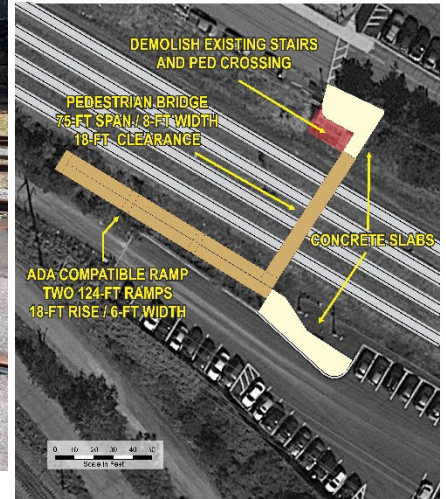 DEMOLISH EXISTING STAIRS
AND PED CROSSING
PEDESTRIAN BRIDGE
75-FT SPAN / 8-FT WIDTH
18-FT CLEARANCE
CONCRETE SLABS
ADA COMPATIBLE RAMP
TWO 124-FT RAMPS
18-FT RISE / 6-FT WIDTH
0 10 20 30 40 50
Scale In Feet